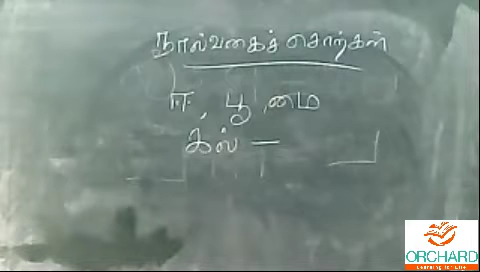 நால்வகைச் சொற்கள்
ஈ, பூ, மை
கல் —
ORCHARD
Learning for Life